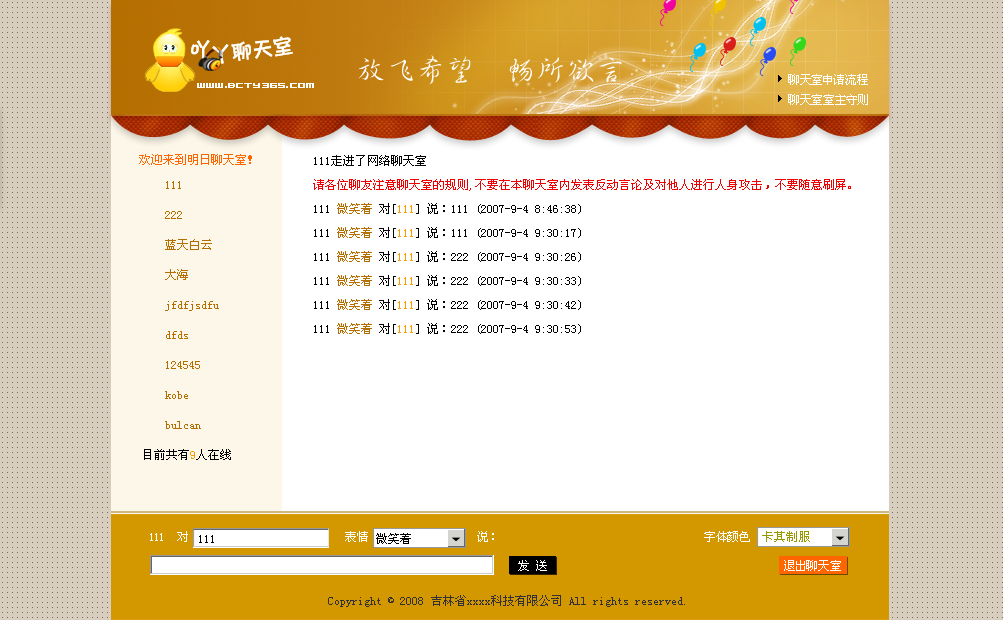 吖丫聊天室
www.BCTY365.com
放飞希望 畅所欲言
聊天室申请流程
聊天室室主守则
欢迎来到明日聊天室!
111
222
蓝天白云
大海
jfdfjsdfu
dfds
124545
kobe
bulcan
目前共有9人在线
111走进了网络聊天室
请各位聊友注意聊天室的规则,不要在本聊天室内发表反动言论及对他人进行人身攻击，不要随意刷屏。
111 微笑着 对[111] 说：111 (2007-9-4 8:46:38)
111 微笑着 对[111] 说：111 (2007-9-4 9:30:17)
111 微笑着 对[111] 说：222 (2007-9-4 9:30:26)
111 微笑着 对[111] 说：222 (2007-9-4 9:30:33)
111 微笑着 对[111] 说：222 (2007-9-4 9:30:42)
111 微笑着 对[111] 说：222 (2007-9-4 9:30:53)
111 对 111 表情 微笑着 说： 字体颜色 卡其制服
发 送 退出聊天室
Copyright © 2008 吉林省xxxx科技有限公司 All rights reserved.